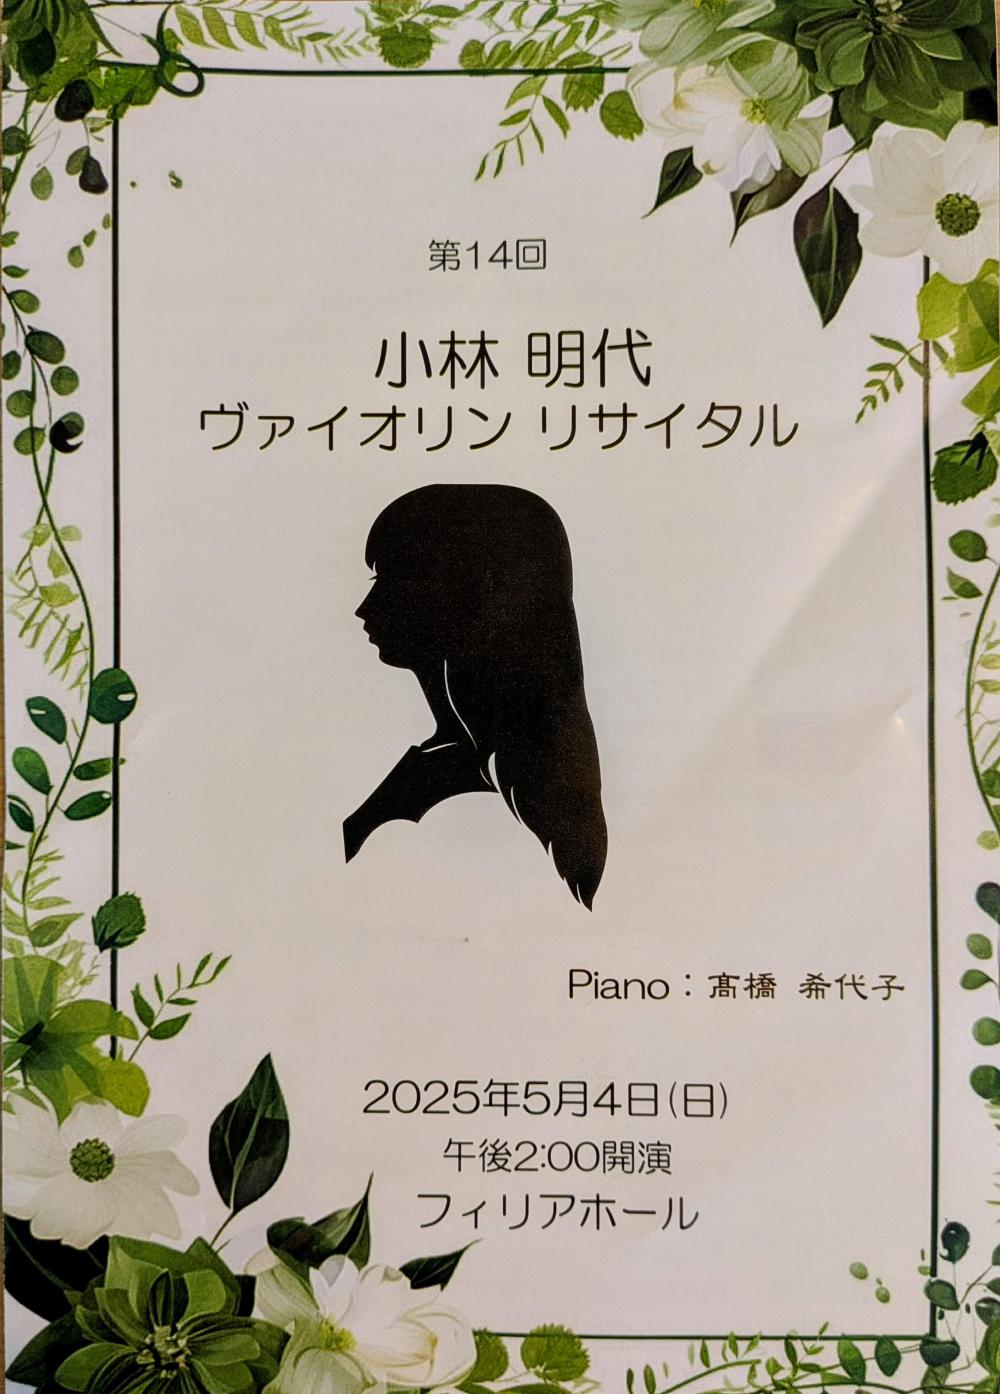 第14回
小林 明代
ヴァイオリン リサイタル
Piano：髙橋 希代子
2025年5月4日(日)
午後2:00開演
フィリアホール